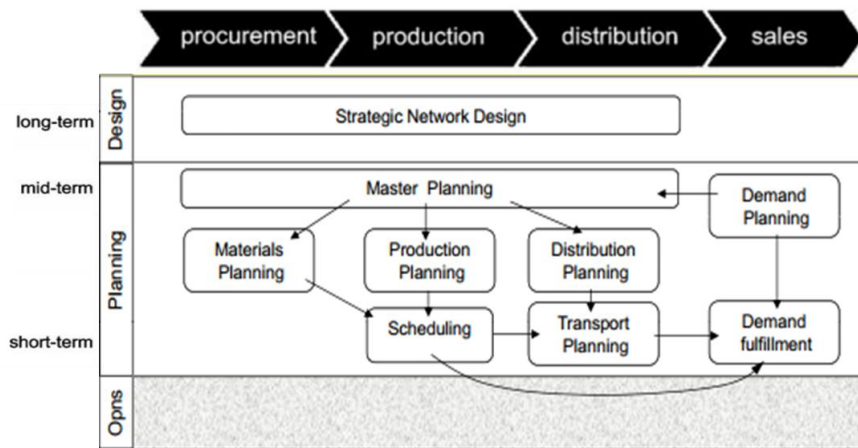 procurement
production
distribution
sales
Design
long-term
Strategic Network Design
Planning
mid-term
Master Planning
Demand
Planning
Materials
Planning
Production
Planning
Distribution
Planning
short-term
Scheduling
Transport
Planning
Demand
fulfillment
Opns